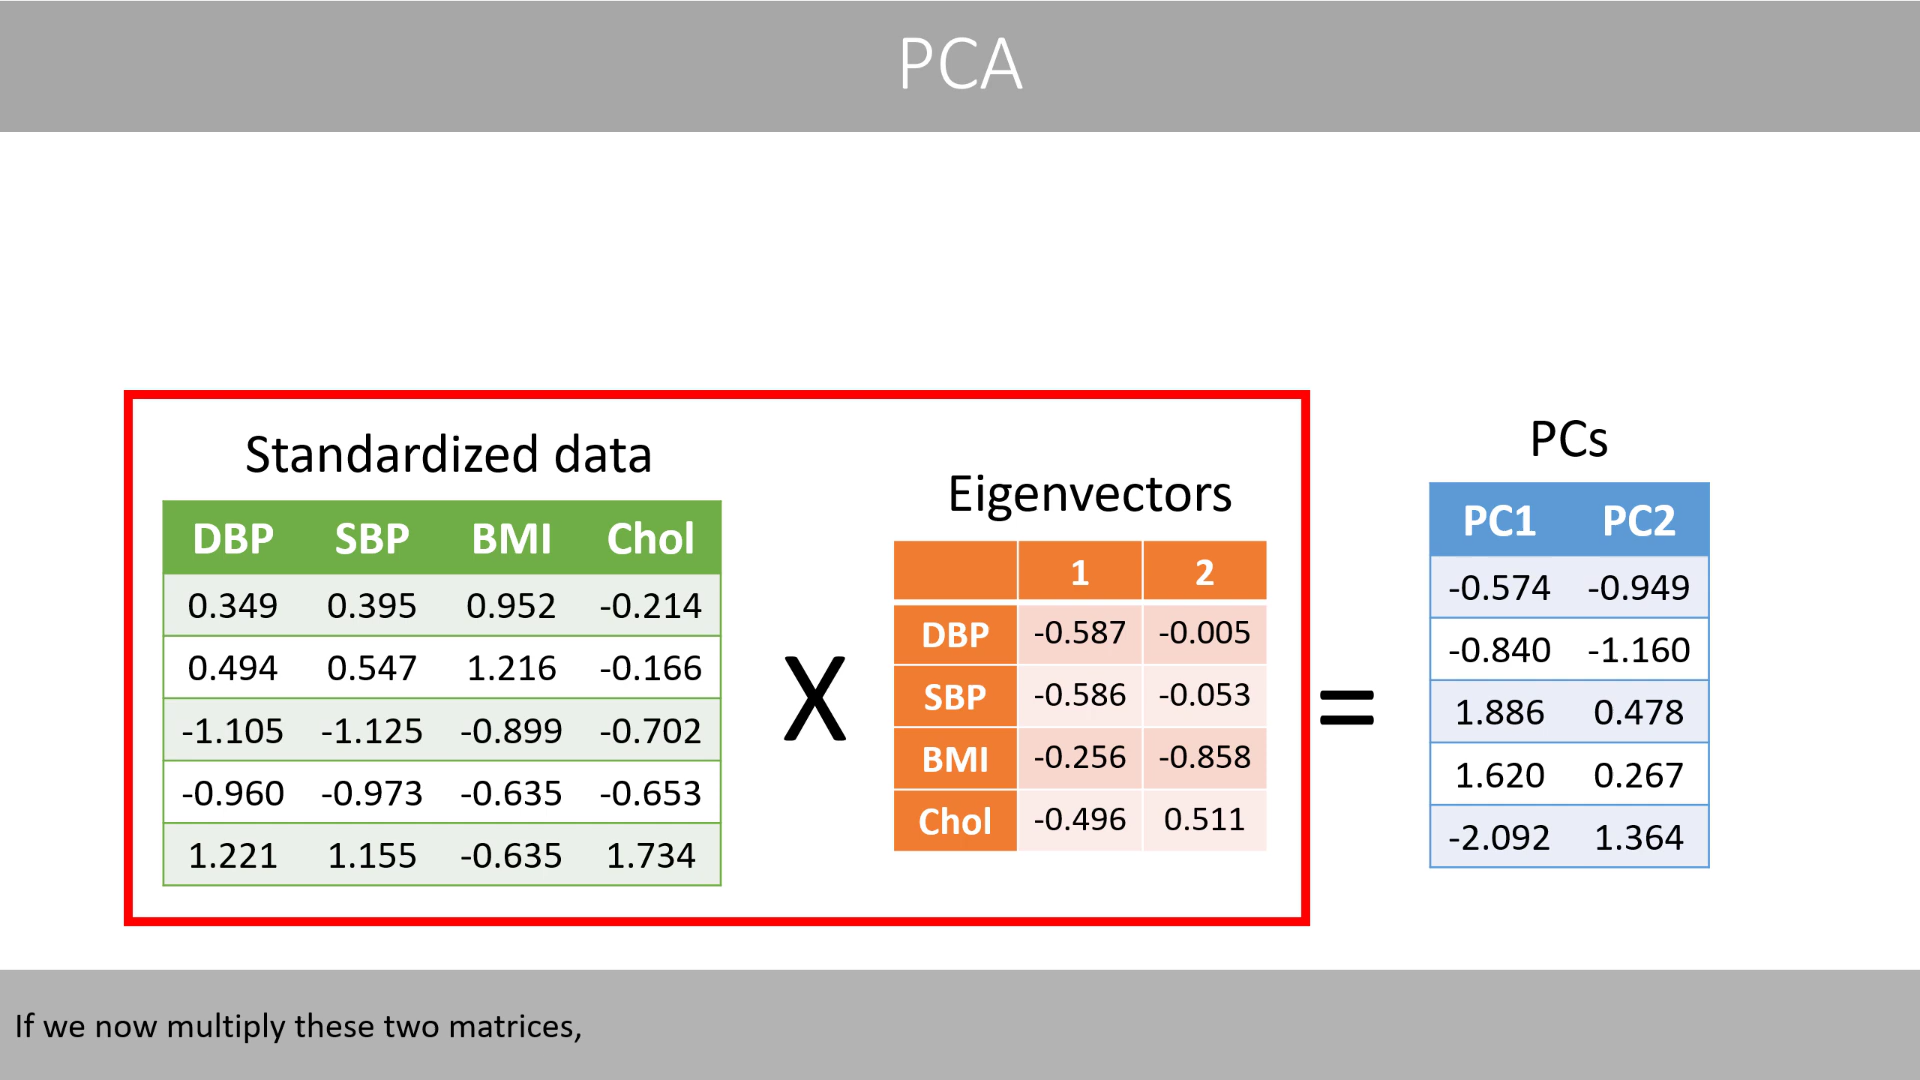 PCA
Standardized data
DBP SBP BMI Chol
0.349 0.395 0.952 -0.214
0.494 0.547 1.216 -0.166
-1.105 -1.125 -0.899 -0.702
-0.960 -0.973 -0.635 -0.653
1.221 1.155 -0.635 1.734
X
Eigenvectors
1 2
DBP -0.587 -0.005
SBP -0.586 -0.053
BMI -0.256 -0.858
Chol -0.496 0.511
=
PCs
PC1 PC2
-0.574 -0.949
-0.840 -1.160
1.886 0.478
1.620 0.267
-2.092 1.364
If we now multiply these two matrices,